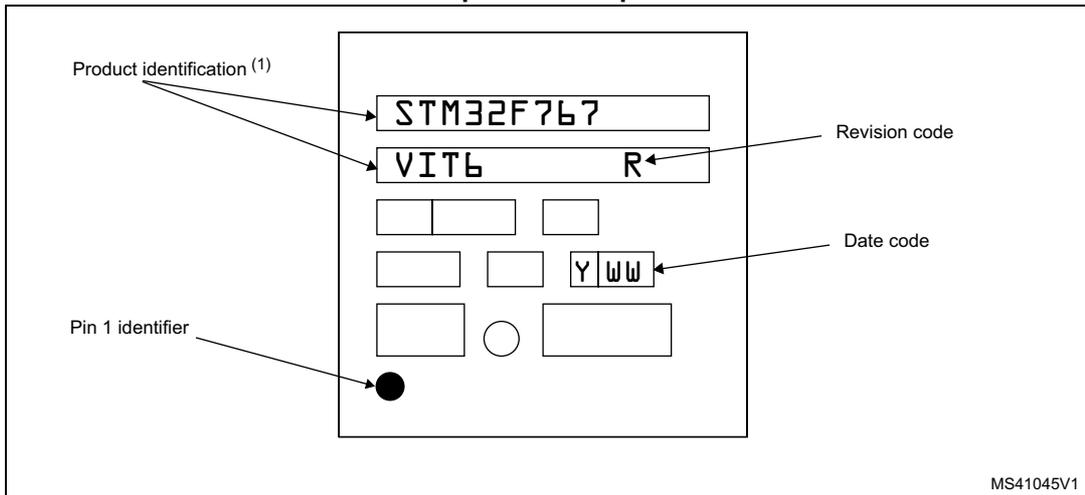 Product identification (1)
STM32F767
Revision code
VIT6 R
Date code
Y WW
Pin 1 identifier
MS41045V1